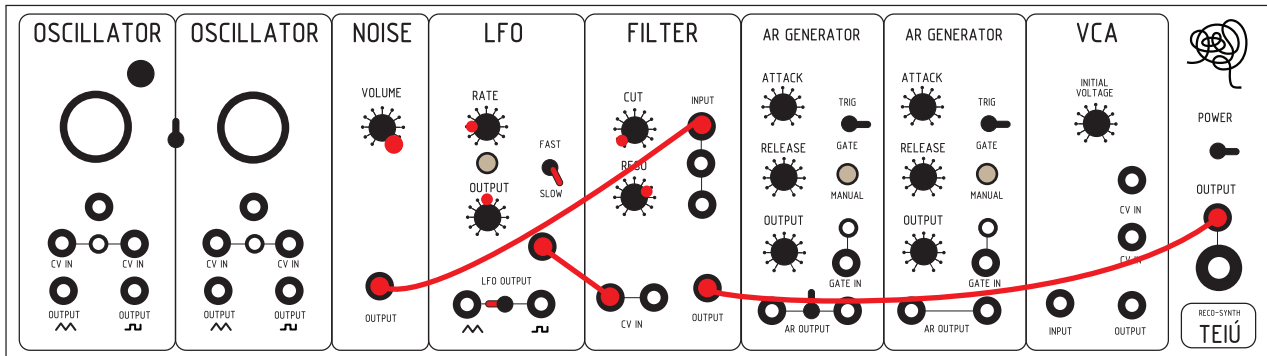 OSCILLATOR
CV IN
CV IN
OUTPUT
OUTPUT
OSCILLATOR
CV IN
CV IN
OUTPUT
OUTPUT
NOISE
VOLUME
OUTPUT
LFO
RATE
FAST
SLOW
OUTPUT
LFO OUTPUT
FILTER
CUT
INPUT
RESO
CV IN
OUTPUT
AR GENERATOR
ATTACK
TRIG
GATE
RELEASE
MANUAL
OUTPUT
GATE IN
AR OUTPUT
AR GENERATOR
ATTACK
TRIG
GATE
RELEASE
MANUAL
OUTPUT
GATE IN
AR OUTPUT
VCA
INITIAL
VOLTAGE
CV IN
CV IN
INPUT
OUTPUT
POWER
OUTPUT
RECO-SYNTH
TEIÚ